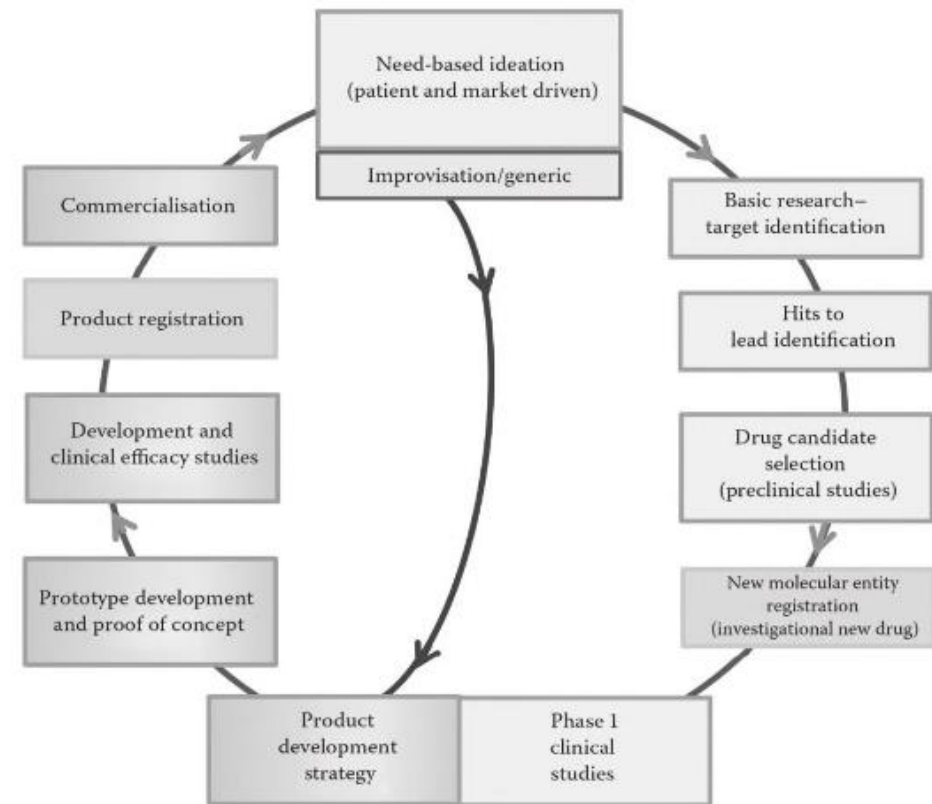 Need-based ideation
(patient and market driven)
Improvisation/generic
Basic research–
target identification
Hits to
lead identification
Drug candidate
selection
(preclinical studies)
New molecular entity
registration
(investigational new drug)
Phase 1
clinical
studies
Product
development
strategy
Prototype development
and proof of concept
Development and
clinical efficacy studies
Product registration
Commercialisation